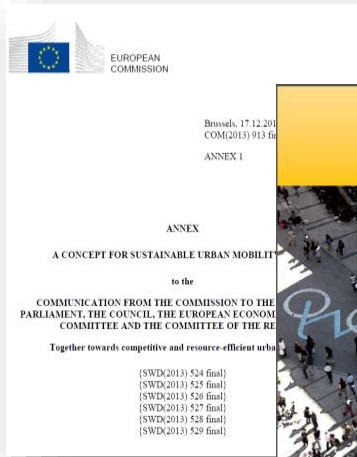 EUROPEAN
COMMISSION
Brussels, 17.12.201
COM(2013) 913 fin
ANNEX 1
ANNEX
A CONCEPT FOR SUSTAINABLE URBAN MOBILITY
to the
COMMUNICATION FROM THE COMMISSION TO THE
PARLIAMENT, THE COUNCIL, THE EUROPEAN ECONOM
COMMITTEE AND THE COMMITTEE OF THE RE
Together towards competitive and resource-efficient urba
{SWD(2013) 524 final}
{SWD(2013) 525 final}
{SWD(2013) 526 final}
{SWD(2013) 527 final}
{SWD(2013) 528 final}
{SWD(2013) 529 final}